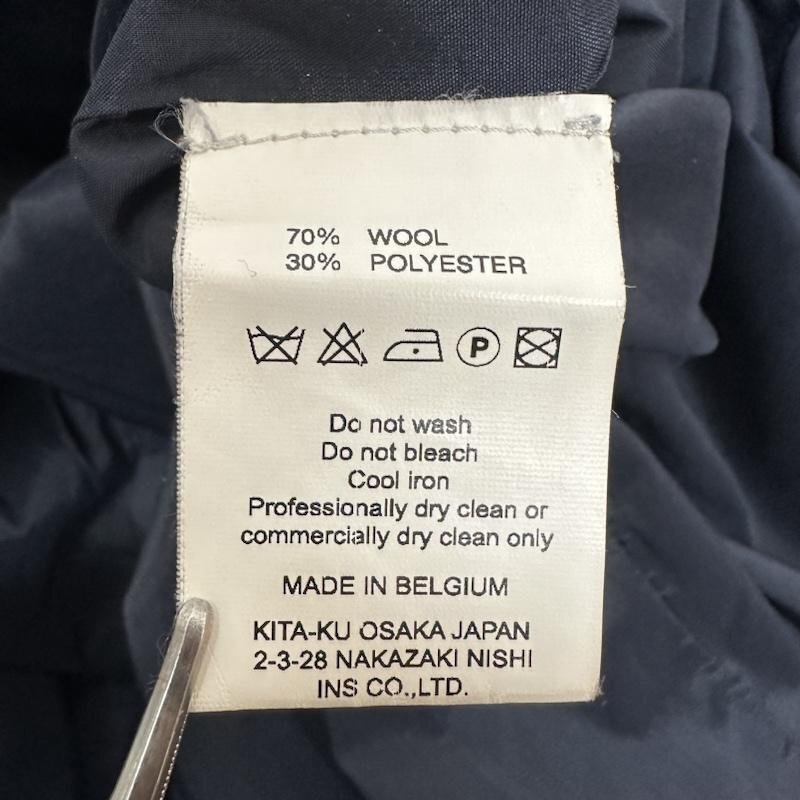 70% WOOL
30% POLYESTER
P
Do not wash
Do not bleach
Cool iron
Professionally dry clean or
commercially dry clean only
MADE IN BELGIUM
KITA-KU OSAKA JAPAN
2-3-28 NAKAZAKI NISHI
INS CO.,LTD.